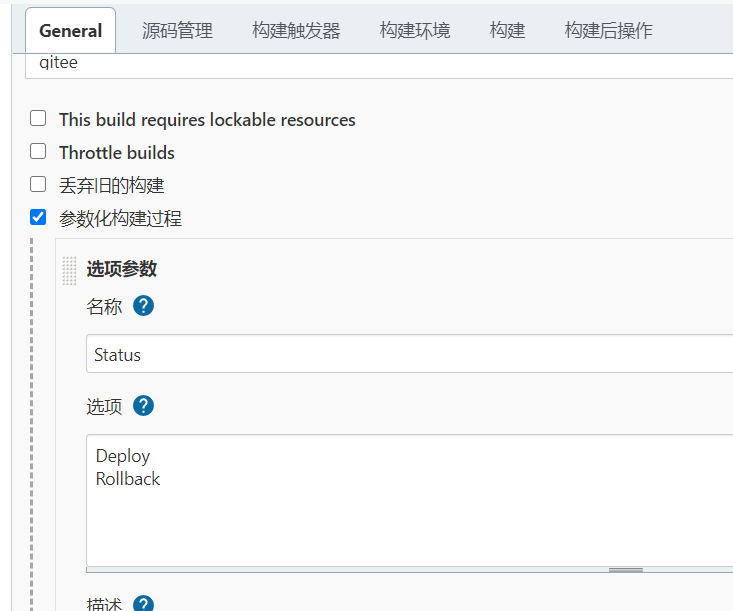 General 源码管理 构建触发器 构建环境 构建 构建后操作
gitee
This build requires lockable resources
Throttle builds
丢弃旧的构建
参数化构建过程
选项参数
名称 ?
Status
选项 ?
Deploy
Rollback
描述 ?